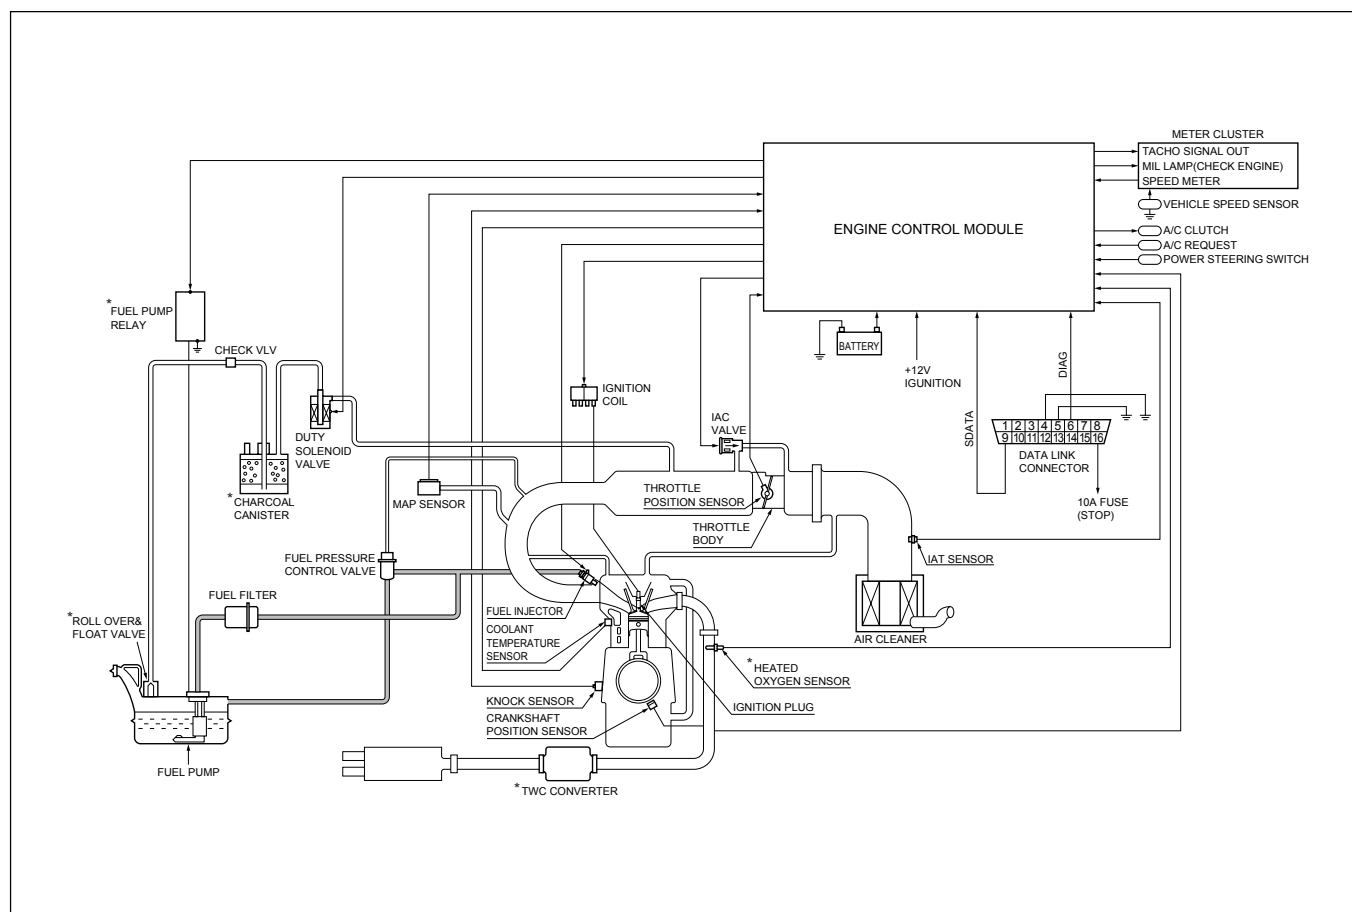 METER CLUSTER
TACHO SIGNAL OUT
MIL LAMP(CHECK ENGINE)
SPEED METER
VEHICLE SPEED SENSOR
ENGINE CONTROL MODULE
A/C CLUTCH
A/C REQUEST
POWER STEERING SWITCH
*FUEL PUMP
RELAY
CHECK VLV
BATTERY
+12V
IGUNITION
DIAG
SDATA
IGNITION
COIL
IAC
VALVE
1 2 3 4 5 6 7 8
9 10 11 12 13 14 15 16
DATA LINK
CONNECTOR
10A FUSE
(STOP)
DUTY
SOLENOID
VALVE
*CHARCOAL
CANISTER
MAP SENSOR
THROTTLE
POSITION SENSOR
THROTTLE
BODY
IAT SENSOR
FUEL PRESSURE
CONTROL VALVE
FUEL FILTER
FUEL INJECTOR
*ROLL OVER&
FLOAT VALVE
COOLANT
TEMPERATURE
SENSOR
AIR CLEANER
*HEATED
OXYGEN SENSOR
KNOCK SENSOR
IGNITION PLUG
CRANKSHAFT
POSITION SENSOR
FUEL PUMP
*TWC CONVERTER